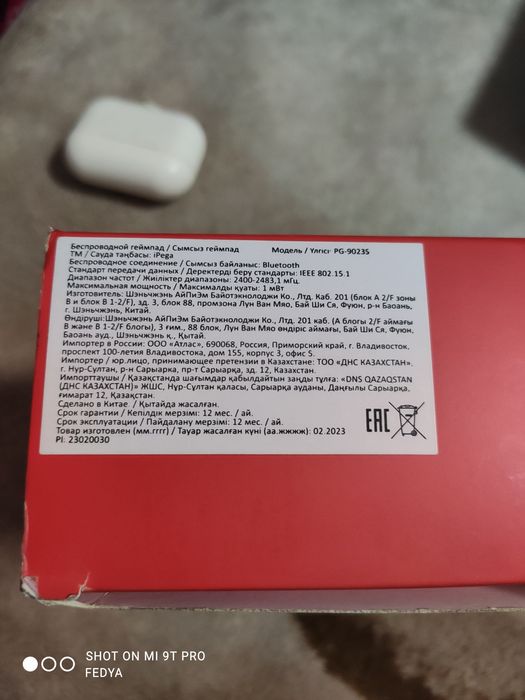 Беспроводной геймпад / Сымсыз геймпад Модель / Үлгісі: PG-9023S
ТМ / Сауда таңбасы: iPega
Беспроводное соединение / Сымсыз байланыс: Bluetooth
Стандарт передачи данных / Деректерді беру стандарты: IEEE 802.15.1
Диапазон частот / Жиіліктер диапазоны: 2400-2483,1 мГц
Максимальная мощность / Максималды қуаты: 1 мВт
Изготовитель: Шэньчжэнь АйПиЭм Байотэкнолоджи Ко., Лтд. Каб. 201 (блок А 2/F зоны
В и блок В 1-2/F), зд. 3, блок 88, промзона Лун Ван Мяо, Бай Ши Ся, Фуюн, р-н Баоань,
г. Шэньчжэнь, Китай.
Өндіруші:Шэньчжэнь АйПиЭм Байотэкнолоджи Ко., Лтд. 201 каб. (А блогы 2/F аймағы
В және В 1-2/F блогы), 3 ғим., 88 блок, Лун Ван Мяо өндіріс аймағы, Бай Ши Ся, Фуюн,
Баоань ауд., Шэньчжэнь қ., Қытай.
Импортер в России: ООО «Атлас», 690068, Россия, Приморский край, г. Владивосток,
проспект 100-летия Владивостока, дом 155, корпус 3, офис 5.
Импортер / юр.лицо, принимающее претензии в Казахстане: ТОО «ДНС КАЗАХСТАН»,
г. Нур-Султан, р-н Сарыарка, пр-т Сарыарка, зд. 12, Казахстан.
Импорттаушы / Қазақстанда шағымдар қабылдайтын заңды тұлға: «DNS QAZAQSTAN
(ДНС КАЗАХСТАН)» ЖШС, Нұр-Сұлтан қаласы, Сарыарқа ауданы, Даңғылы Сарыарқа,
ғимарат 12, Қазақстан.
Сделано в Китае. / Қытайда жасалған.
Срок гарантии / Кепілдік мерзімі: 12 мес. / ай.
Срок эксплуатации / Пайдалану мерзімі: 12 мес. / ай.
Товар изготовлен (мм.гггг) / Тауар жасалған күні (аа.жжжж): 02.2023
PI: 23020030
EAC
SHOT ON MI 9T PRO
FEDYA